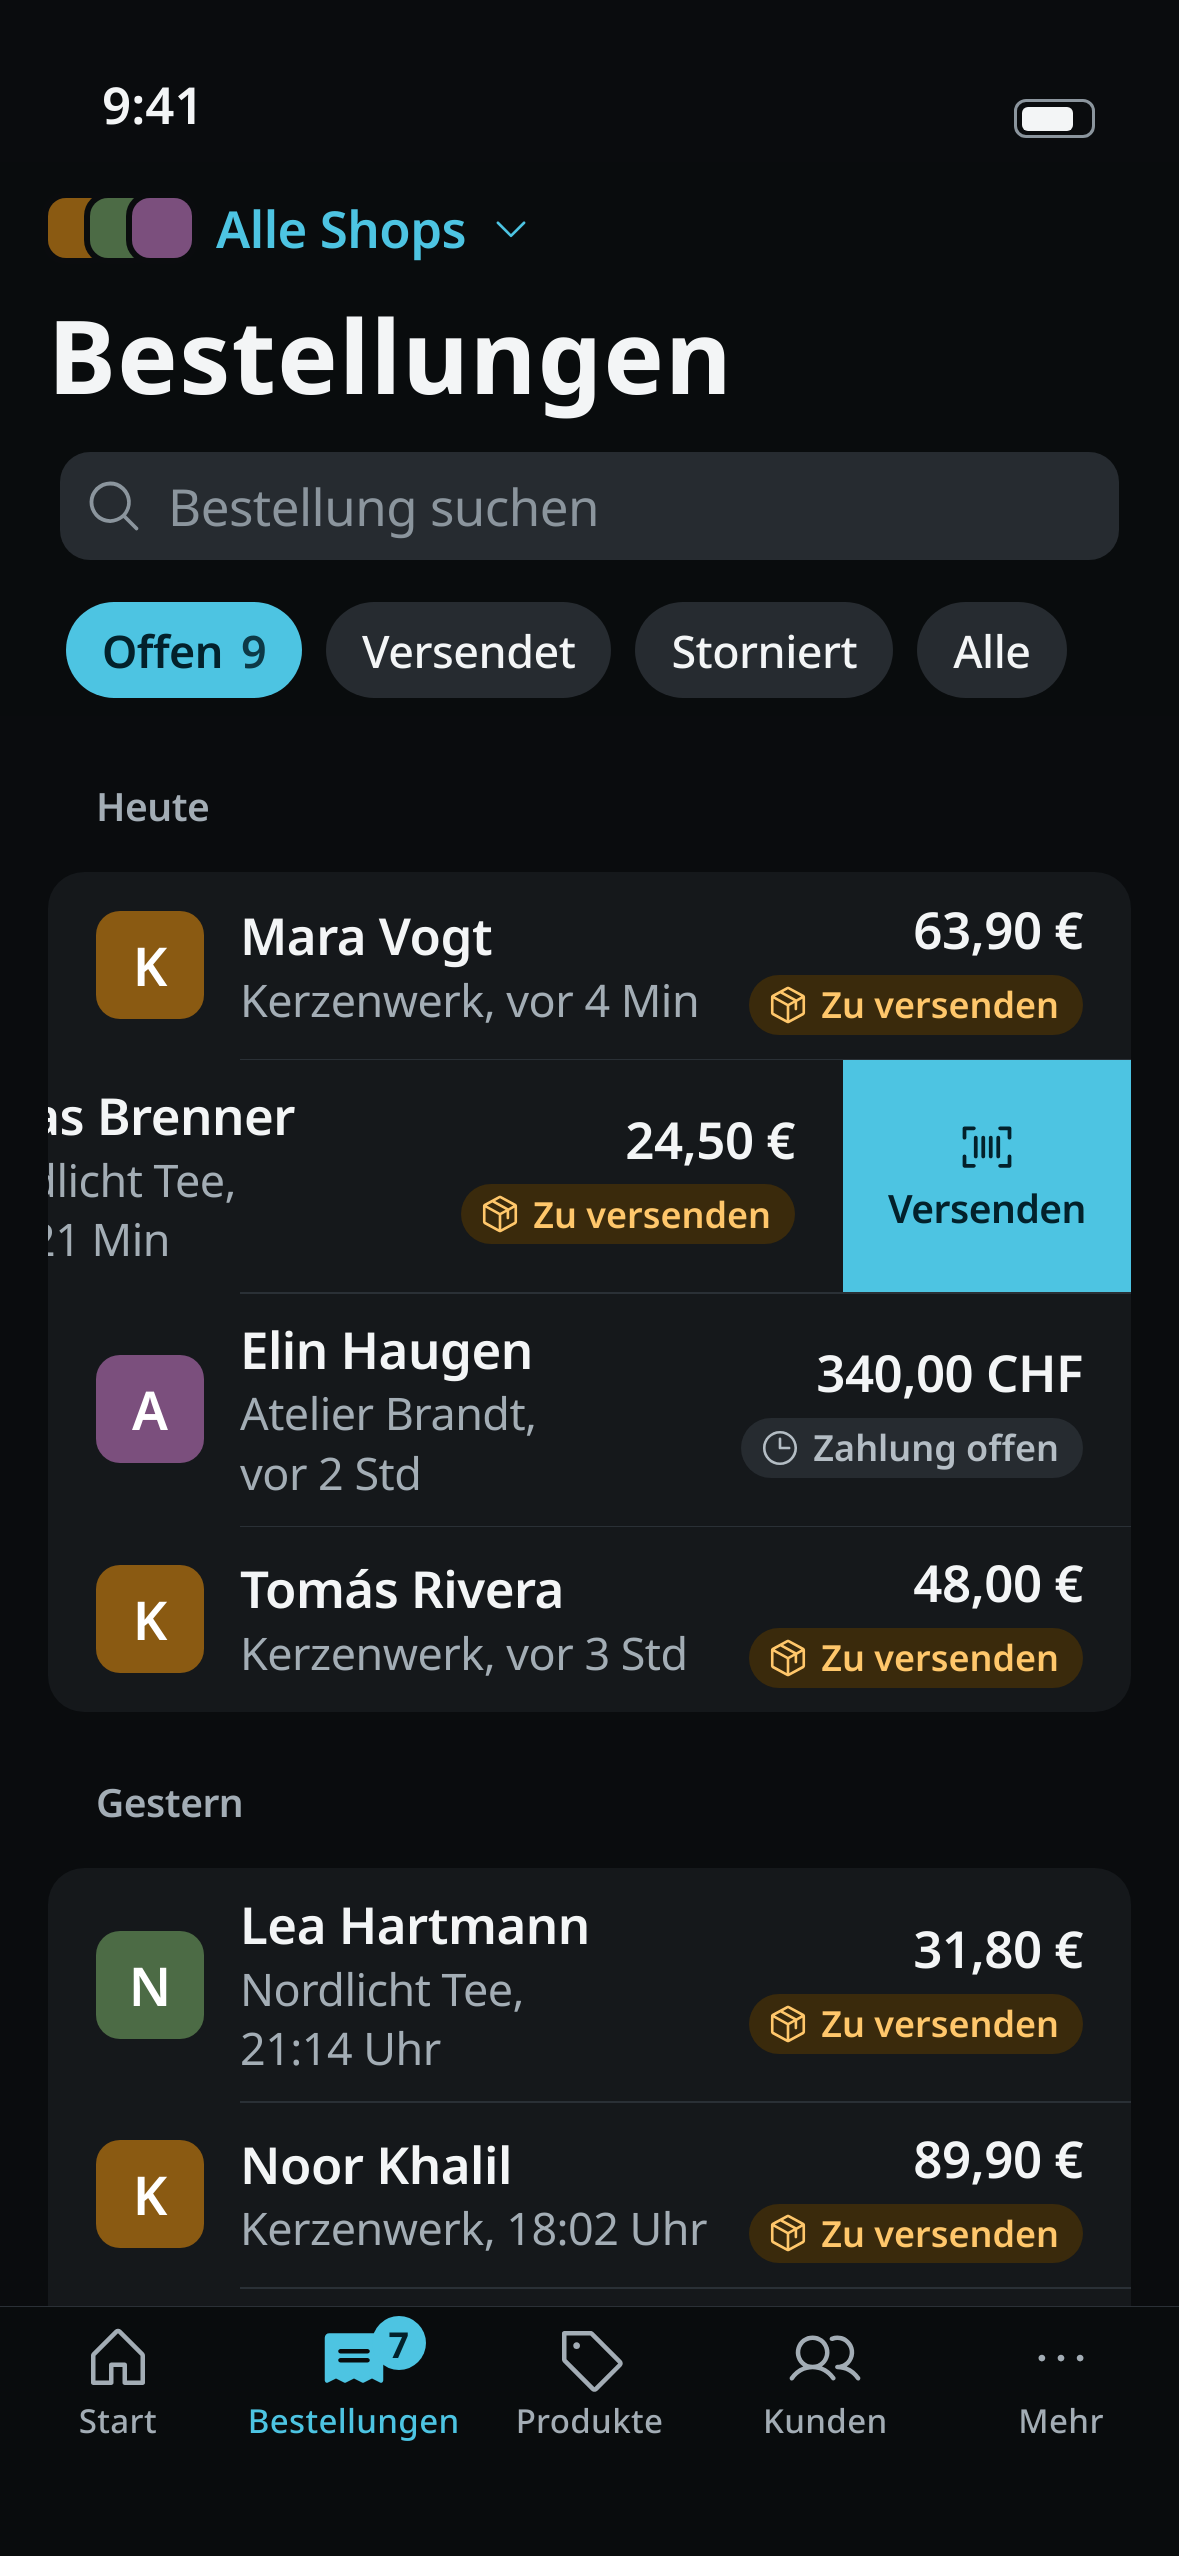 9:41
Alle Shops
Bestellungen
Bestellung suchen
Offen 9
Versendet
Storniert
Alle
Heute
K
Mara Vogt
Kerzenwerk, vor 4 Min
63,90 €
Zu versenden
as Brenner
dlicht Tee,
21 Min
24,50 €
Zu versenden
Versenden
A
Elin Haugen
Atelier Brandt,
vor 2 Std
340,00 CHF
Zahlung offen
K
Tomás Rivera
Kerzenwerk, vor 3 Std
48,00 €
Zu versenden
Gestern
N
Lea Hartmann
Nordlicht Tee,
21:14 Uhr
31,80 €
Zu versenden
K
Noor Khalil
Kerzenwerk, 18:02 Uhr
89,90 €
Zu versenden
Start
7
Bestellungen
Produkte
Kunden
Mehr